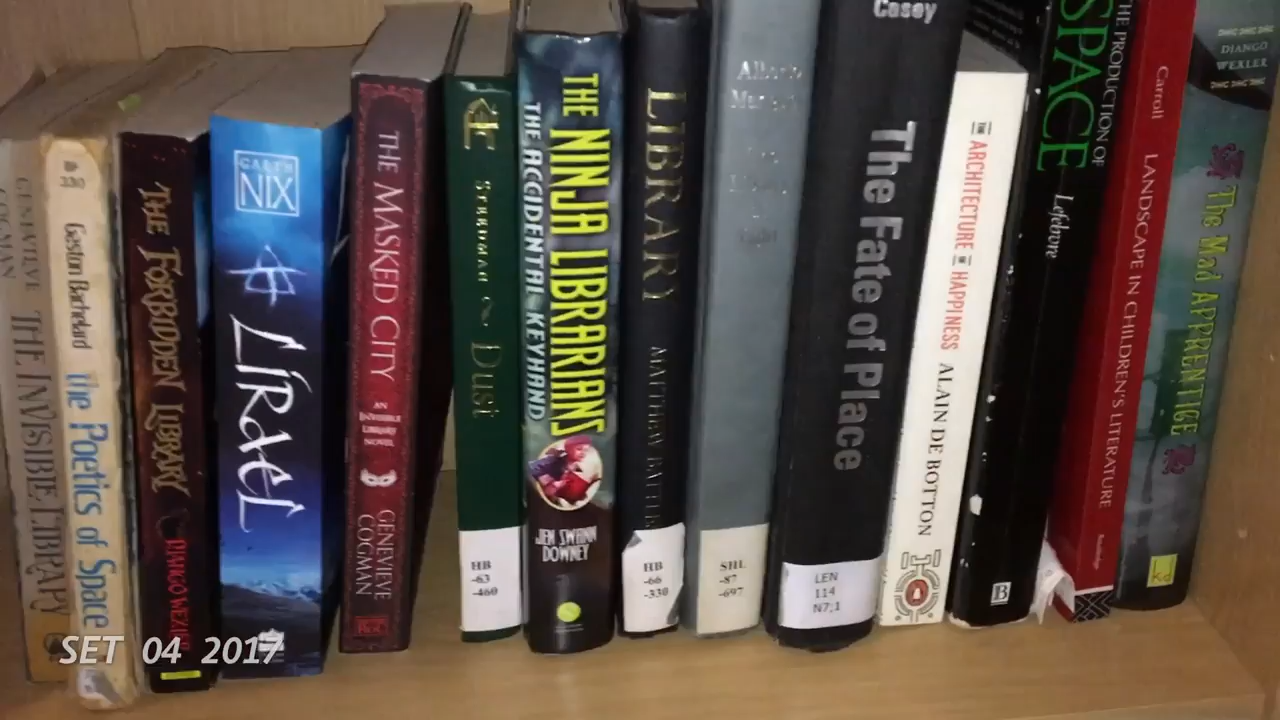 GENEVIEVE COGMAN
THE INVISIBLE LIBRARY
330
Gaston Bachelard
the Poetics of Space
THE FORBIDDEN LIBRARY
DJANGO WEXLER
GARTH
NIX
LIRAEL
THE MASKED CITY
AN
INVISIBLE
LIBRARY
NOVEL
GENEVIEVE
COGMAN
ROC
STEEDMAN ~ Dust
HB
-63
-460
THE NINJA LIBRARIANS
THE ACCIDENTAL KEYHAND
JEN SWANN
DOWNEY
LIBRARY
MATTHEW BATTLES
HB
-66
-330
SHL
-87
-697
Casey
The Fate of Place
LEN
114
N7;1
THE ARCHITECTURE OF HAPPINESS
ALAIN DE BOTTON
THE PRODUCTION OF
SPACE
Lefebvre
B
Carroll
LANDSCAPE IN CHILDREN'S LITERATURE
DJANGO
WEXLER
The Mad APPRENTICE
SET 04 2017